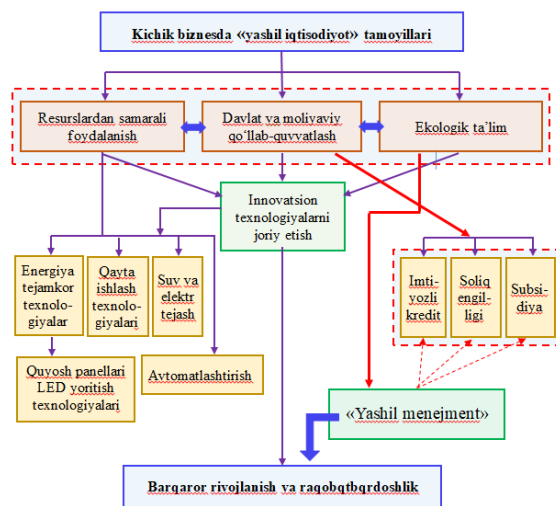 Kichik biznesda «yashil iqtisodiyot» tamoyillari
Resurslardan samarali
foydalanish
Davlat va moliyaviy
qo‘llab-quvvatlash
Ekologik ta’lim
Innovatsion
texnologiyalarni
joriy etish
Energiya
tejamkor
texnolo-
giyalar
Qayta
ishlash
texnolo-
giyalari
Suv va
elektr
tejash
Imti-
yozli
kredit
Soliq
engil-
ligi
Subsi-
diya
Quyosh panellari
LED yoritish
texnologiyalari
Avtomatlashtirish
«Yashil menejment»
Barqaror rivojlanish va raqobqtbqrdoshlik